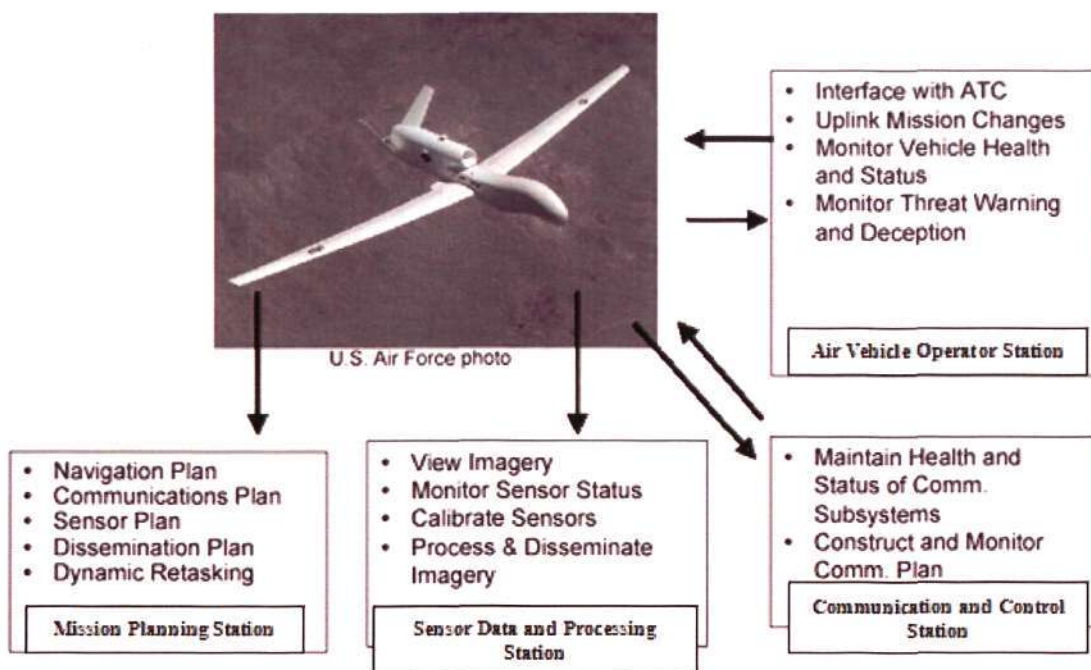 • Interface with ATC
• Uplink Mission Changes
• Monitor Vehicle Health
and Status
• Monitor Threat Warning
and Deception
Air Vehicle Operator Station
U.S. Air Force photo
• Navigation Plan
• Communications Plan
• Sensor Plan
• Dissemination Plan
• Dynamic Retasking
Mission Planning Station
• View Imagery
• Monitor Sensor Status
• Calibrate Sensors
• Process & Disseminate
Imagery
Sensor Data and Processing
Station
• Maintain Health and
Status of Comm.
Subsystems
• Construct and Monitor
Comm. Plan
Communication and Control
Station